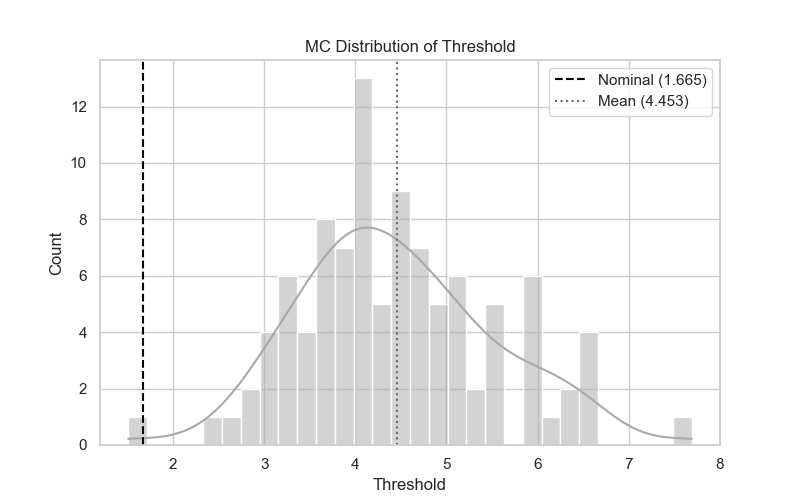 MC Distribution of Threshold
Nominal (1.665)
Mean (4.453)
Count
12
10
8
6
4
2
0
2 3 4 5 6 7 8
Threshold